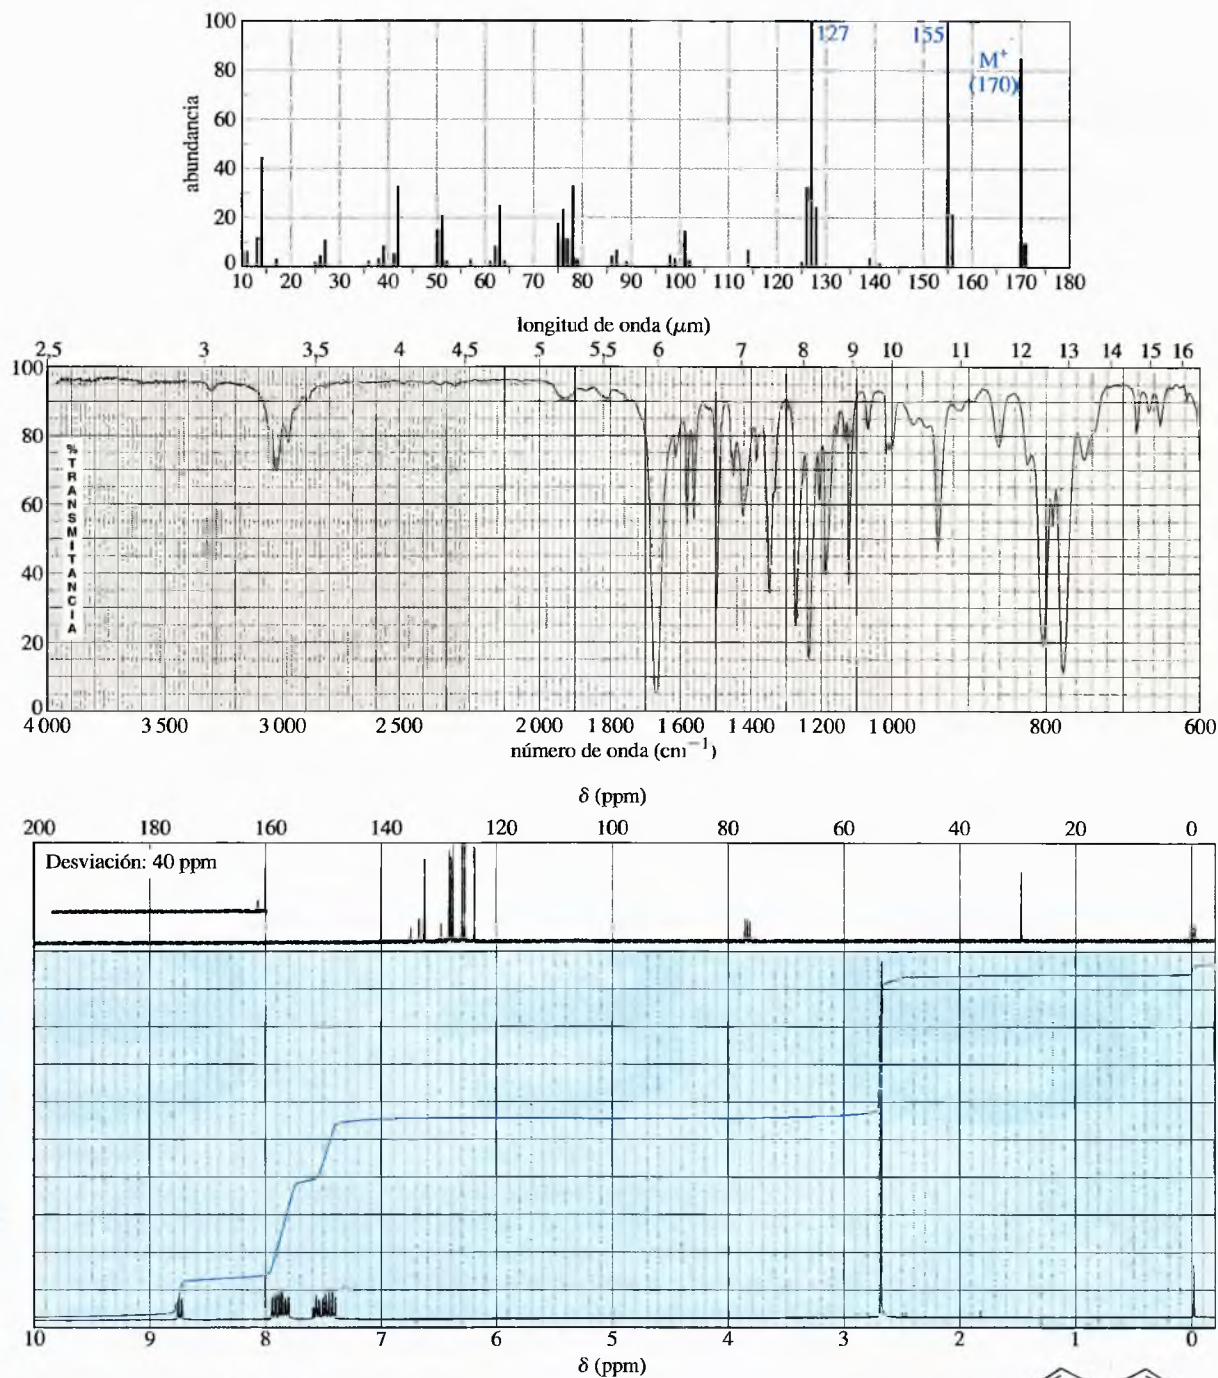 100
127
155
M+
(170)
80
60
40
20
0
abundancia
10 20 30 40 50 60 70 80 90 100 110 120 130 140 150 160 170 180
longitud de onda (μm)
2,5 3 3,5 4 4,5 5 5,5 6 7 8 9 10 11 12 13 14 15 16
100
80
60
40
20
0
%TRANSMITANCIA
4 000 3 500 3 000 2 500 2 000 1 800 1 600 1 400 1 200 1 000 800 600
número de onda (cm−1)
δ (ppm)
200 180 160 140 120 100 80 60 40 20 0
Desviación: 40 ppm
10 9 8 7 6 5 4 3 2 1 0
δ (ppm)